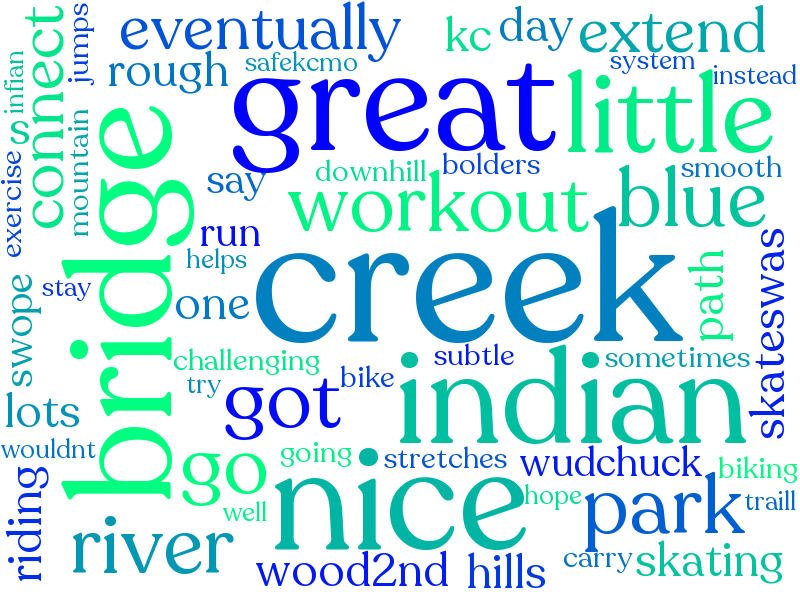 eventually
kc
day
extend
jumps
infian
s
connect
rough
safekcmo
system
instead
great
little
mountain
exercise
bridge
say
downhill
bolders
smooth
workout
blue
run
helps
creek
path
skateswas
stay
swope
one
challenging
subtle
sometimes
try
bike
got
indian
lots
wouldnt
go
going
stretches
wudchuck
biking
riding
well
nice
hope
park
traill
river
wood2nd
hills
carry
skating